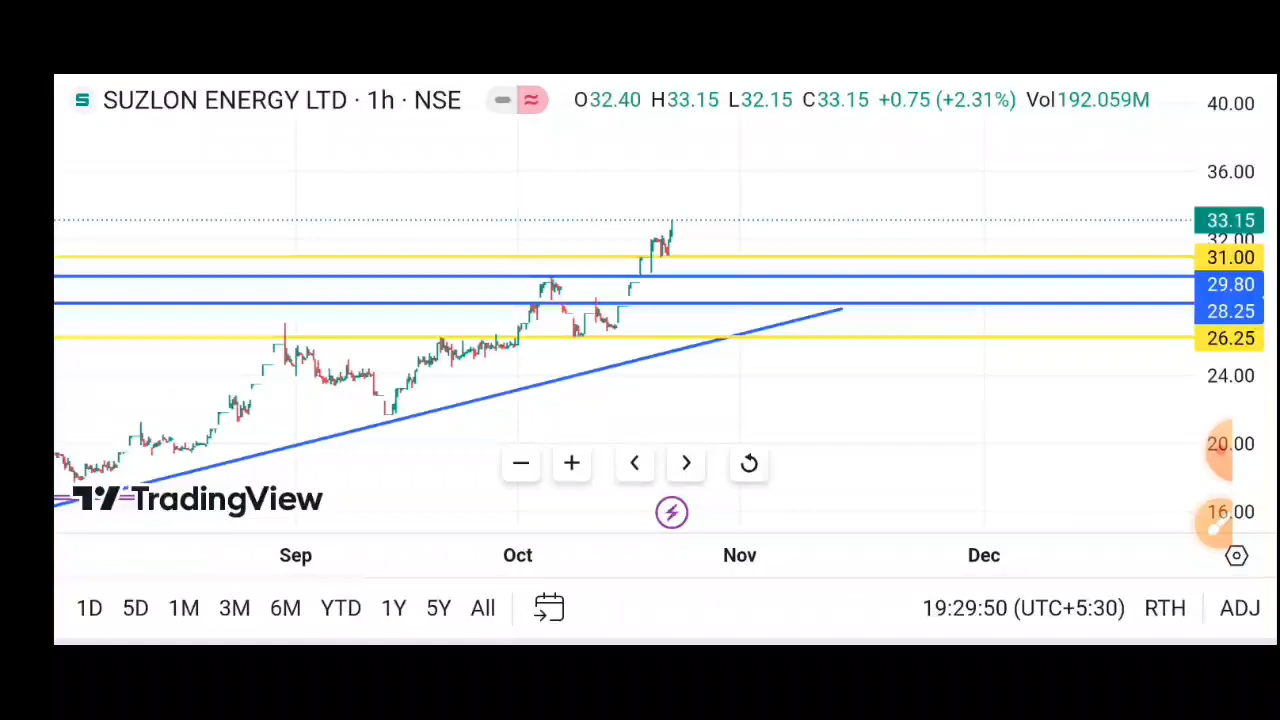 SUZLON ENERGY LTD · 1h · NSE O32.40 H33.15 L32.15 C33.15 +0.75 (+2.31%) Vol192.059M
40.00
36.00
33.15
32.00
31.00
29.80
28.25
26.25
24.00
20.00
16.00
TradingView
Sep Oct Nov Dec
1D 5D 1M 3M 6M YTD 1Y 5Y All 19:29:50 (UTC+5:30) RTH ADJ